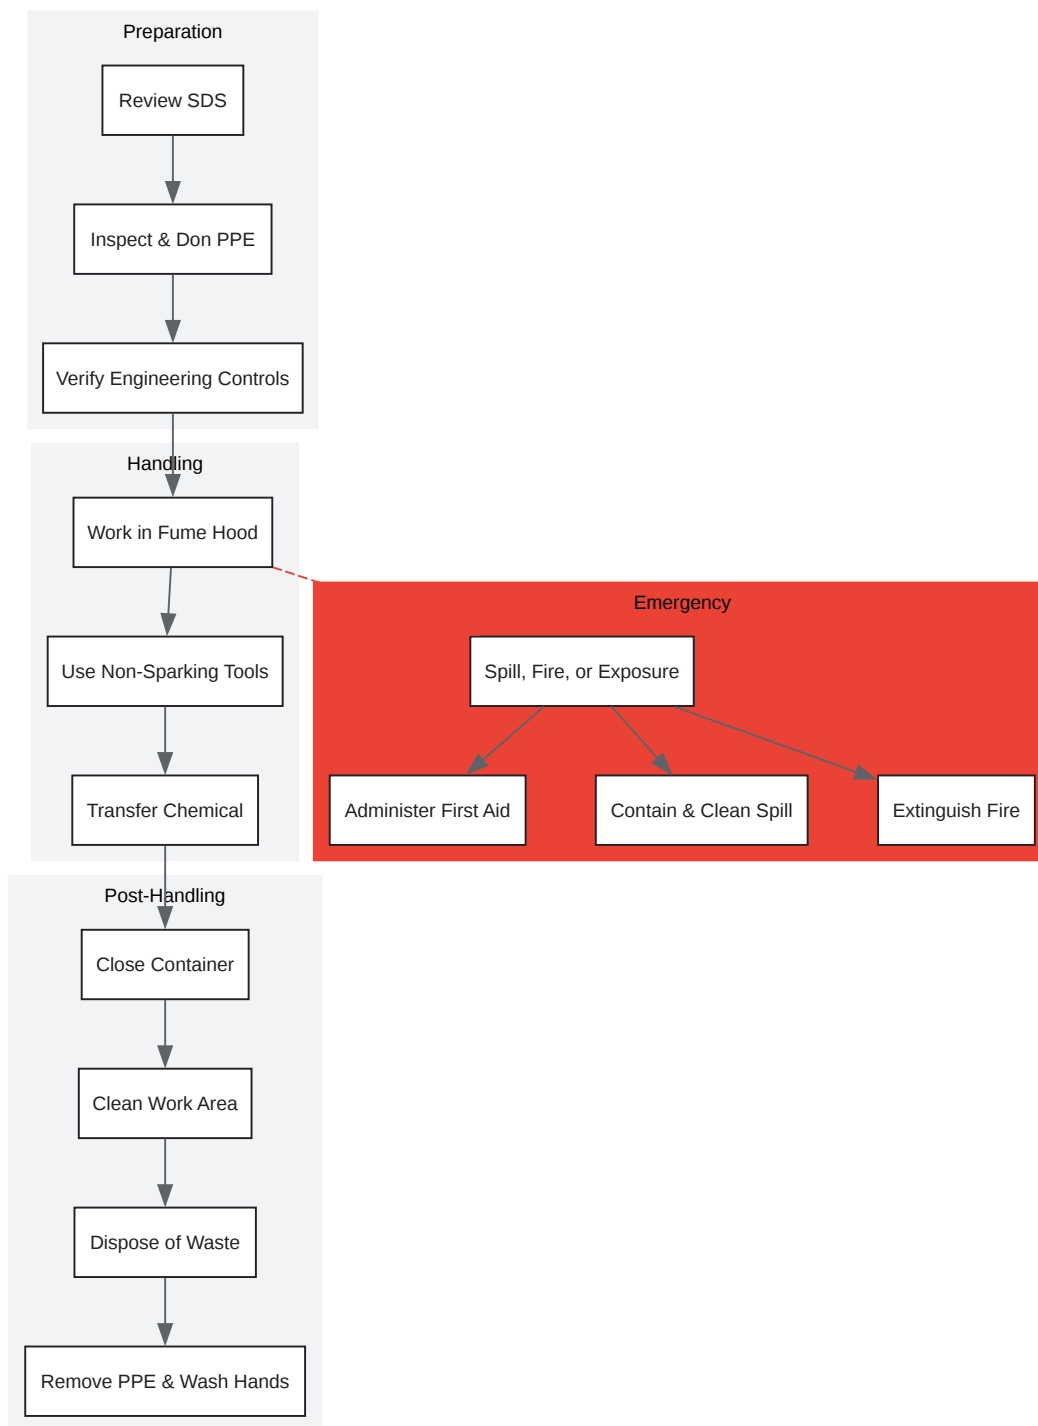 Preparation
Review SDS
Inspect & Don PPE
Verify Engineering Controls
Handling
Work in Fume Hood
Use Non-Sparking Tools
Transfer Chemical
Emergency
Spill, Fire, or Exposure
Administer First Aid
Contain & Clean Spill
Extinguish Fire
Post-Handling
Close Container
Clean Work Area
Dispose of Waste
Remove PPE & Wash Hands